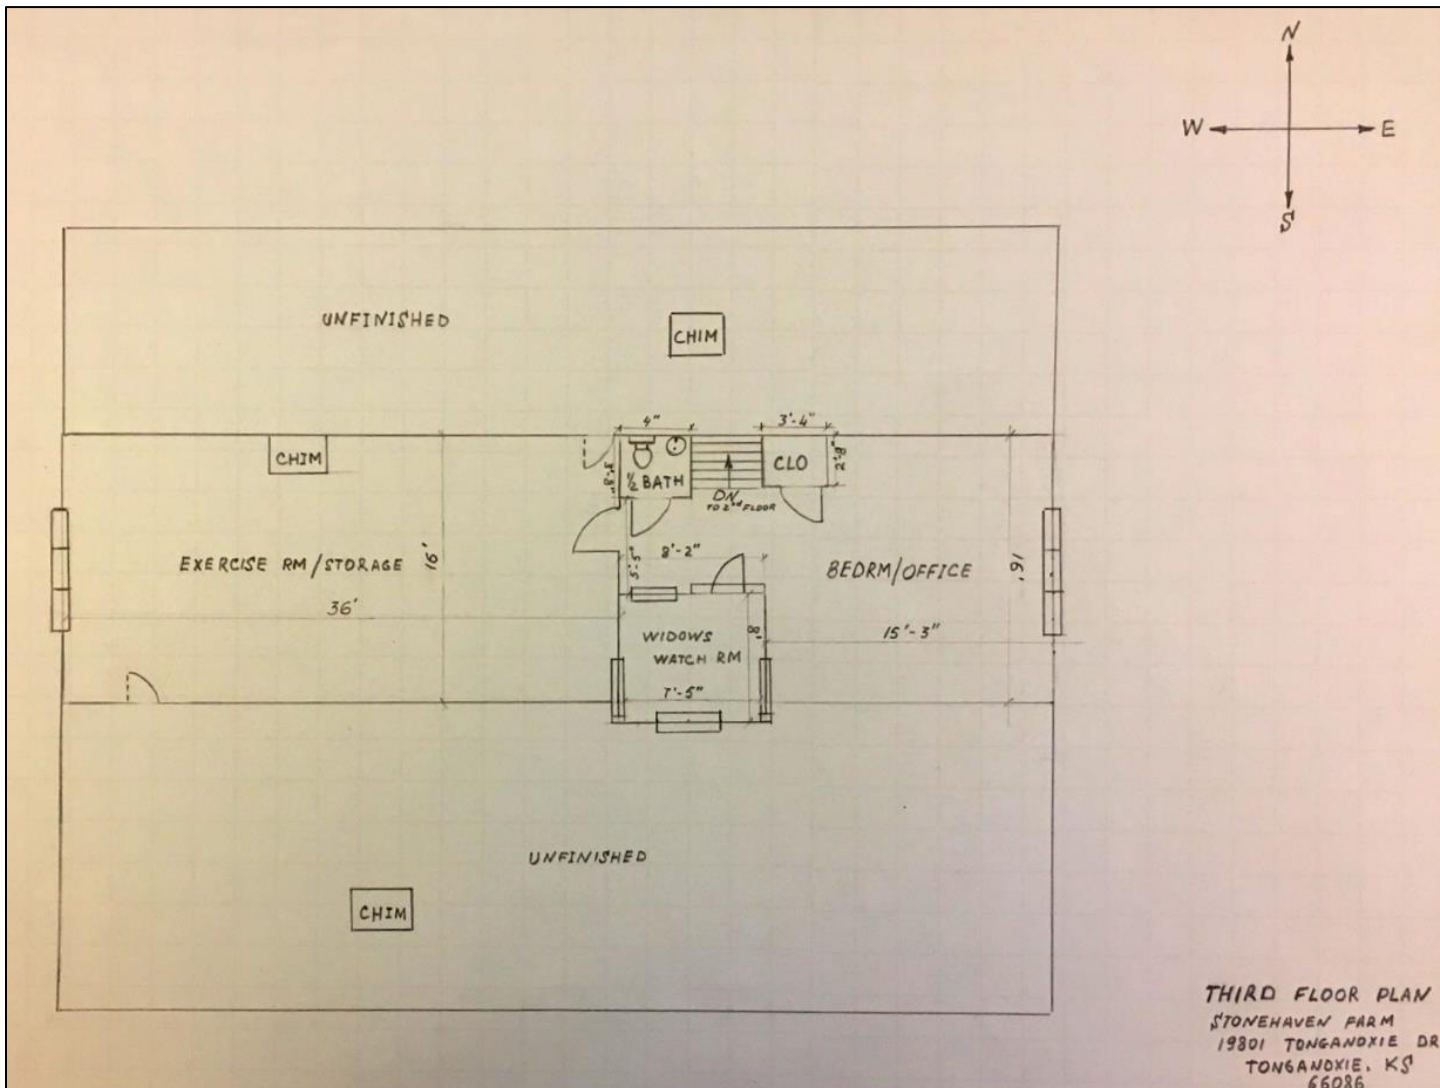 N
W E
S
UNFINISHED
CHIM
4"
3'-4"
CHIM
1/2 BATH
CLO
2'-8"
DN
TO 2nd FLOOR
EXERCISE RM/STORAGE
16'
5'-5"
8'-2"
BEDRM/OFFICE
16'
36'
WIDOWS
WATCH RM
8'
15'-3"
7'-5"
UNFINISHED
CHIM
THIRD FLOOR PLAN
STONEHAVEN FARM
19801 TONGANOXIE DR
TONGANOXIE, KS
66086